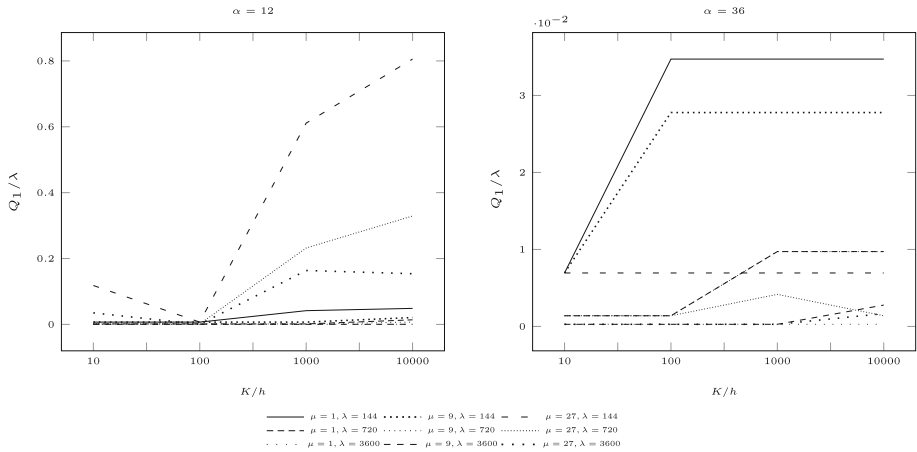 α = 12
Q1/λ
0.8
0.6
0.4
0.2
0
10 100 1000 10000
K/h
α = 36
·10−2
Q1/λ
3
2
1
0
10 100 1000 10000
K/h
μ = 1, λ = 144 μ = 9, λ = 144 μ = 27, λ = 144
μ = 1, λ = 720 μ = 9, λ = 720 μ = 27, λ = 720
μ = 1, λ = 3600 μ = 9, λ = 3600 μ = 27, λ = 3600